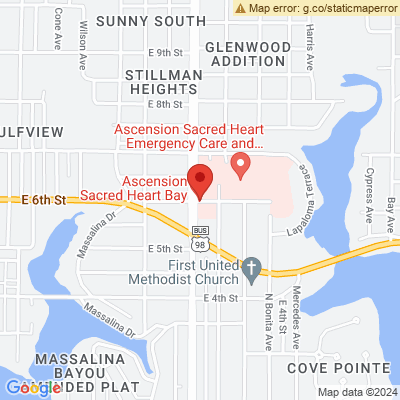 Map error: g.co/staticmaperror
SUNNY SOUTH
Cone Ave
Wilson Ave
Harris Ave
E 9th St
GLENWOOD
ADDITION
STILLMAN
HEIGHTS
E 8th St
ULFVIEW
Ascension Sacred Heart
Emergency Care and...
Ascension
Sacred Heart Bay
E 6th St
Lapaloma Terrace
Cypress Ave
Bay Ave
Massalina Dr
BUS
98
E 5th St
First United
Methodist Church
E 4th St
Massalina Dr
N Bonita Ave
E 4th St
Mercedes Ave
MASSALINA
BAYOU
COVE POINTE
Google
Map data ©2024